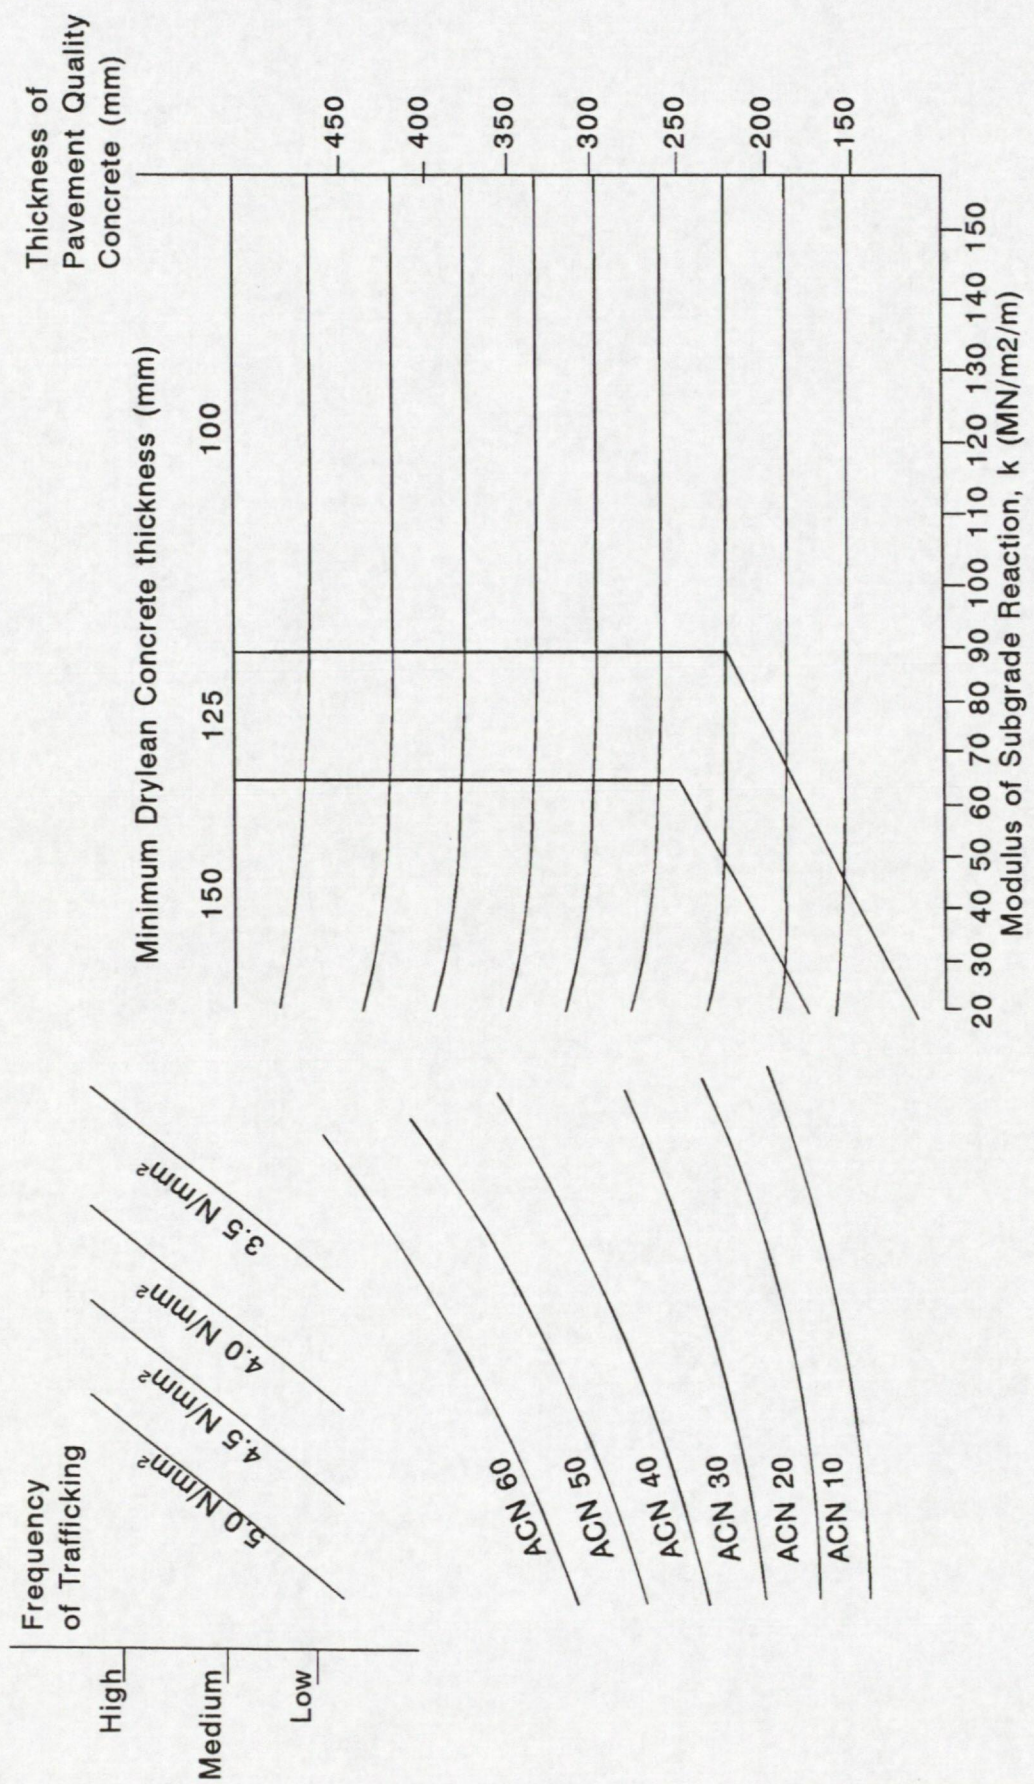 Frequency
of Trafficking
High
Medium
Low
5.0 N/mm²
4.5 N/mm²
4.0 N/mm²
3.5 N/mm²
ACN 60
ACN 50
ACN 40
ACN 30
ACN 20
ACN 10
Minimum Drylean Concrete thickness (mm)
150
125
100
Thickness of
Pavement Quality
Concrete (mm)
450
400
350
300
250
200
150
20 30 40 50 60 70 80 90 100 110 120 130 140 150
Modulus of Subgrade Reaction, k (MN/m2/m)